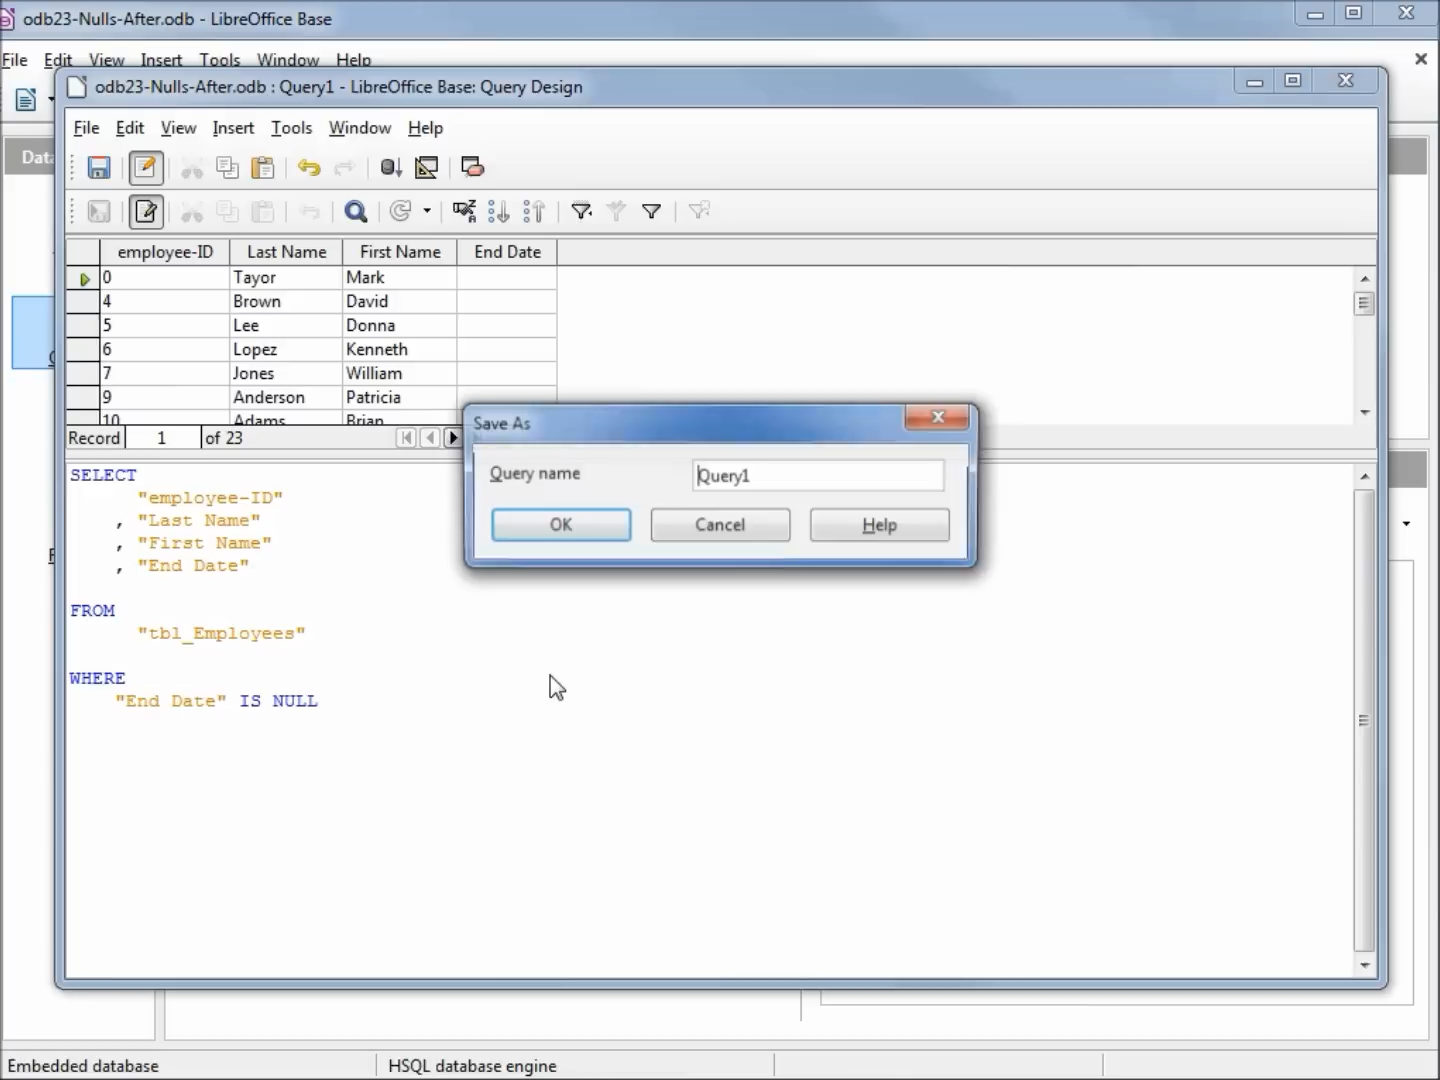 odb23-Nulls-After.odb - LibreOffice Base
File Edit View Insert Tools Window Help
odb23-Nulls-After.odb : Query1 - LibreOffice Base: Query Design
File Edit View Insert Tools Window Help
Data
employee-ID Last Name First Name End Date
0 Tayor Mark
4 Brown David
5 Lee Donna
6 Lopez Kenneth
7 Jones William
9 Anderson Patricia
10 Adams Brian
Record 1 of 23
Save As
Query name Query1
OK Cancel Help
SELECT
"employee-ID"
, "Last Name"
, "First Name"
, "End Date"
FROM
"tbl_Employees"
WHERE
"End Date" IS NULL
Embedded database HSQL database engine